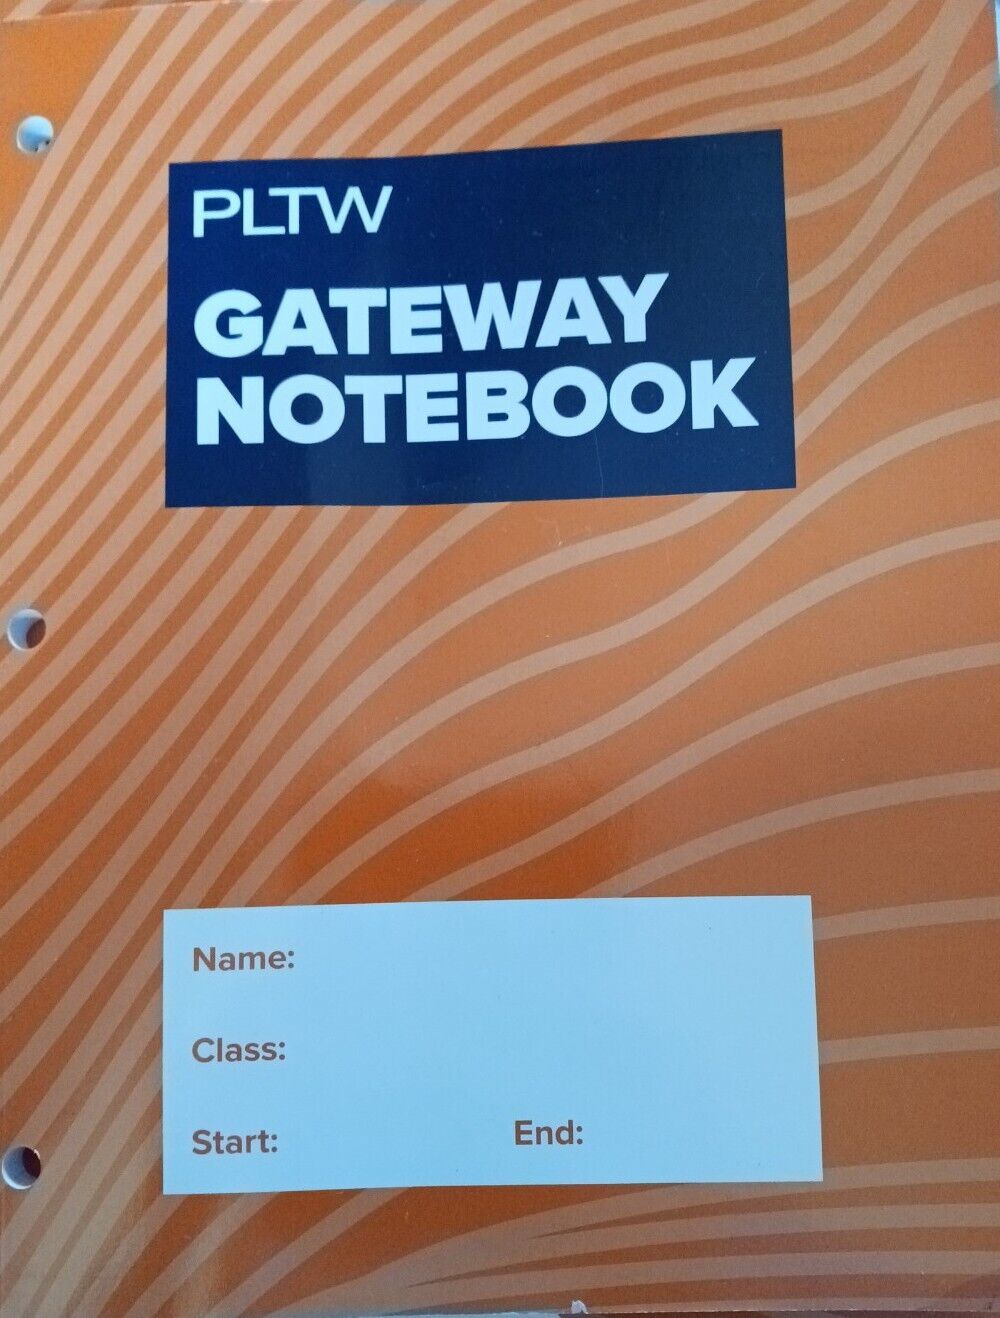 PLTW
GATEWAY
NOTEBOOK
Name:
Class:
Start: End: